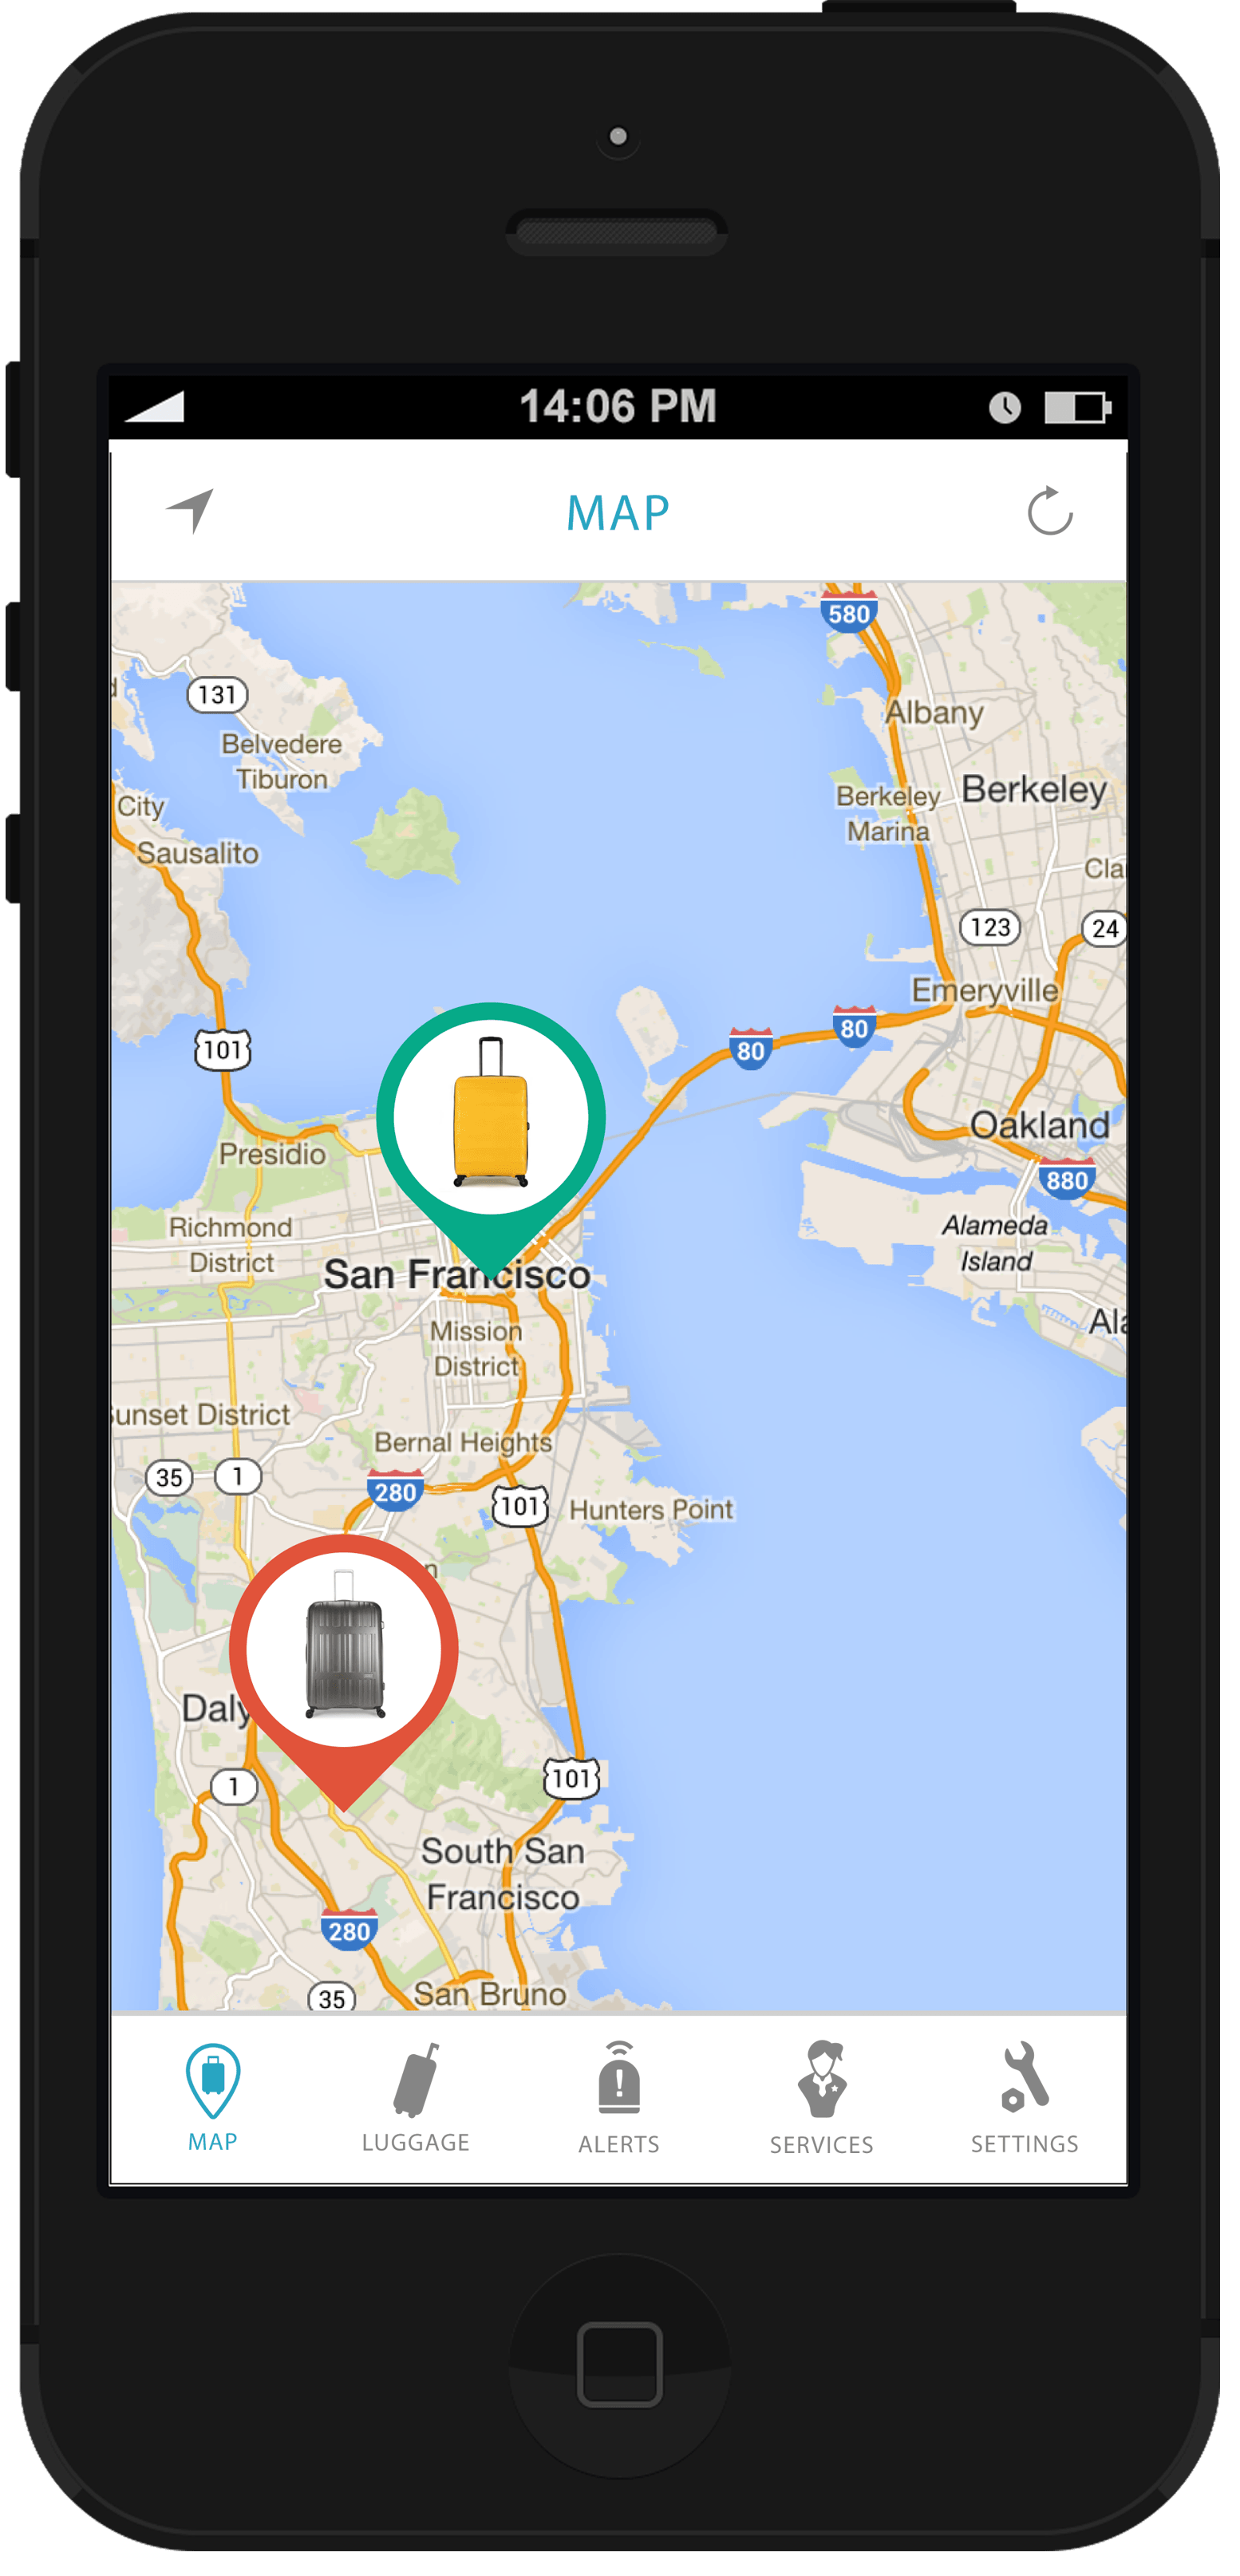 14:06 PM
MAP
580
131
Albany
Belvedere
Tiburon
Berkeley
Berkeley
Marina
City
Sausalito
Cla
123
24
Emeryville
101
80
80
Presidio
Oakland
880
Richmond
District
Alameda
Island
San Francisco
Ala
Mission
District
Sunset District
Bernal Heights
35
1
280
101
Hunters Point
Daly
1
101
South San
Francisco
280
San Bruno
35
MAP
LUGGAGE
ALERTS
SERVICES
SETTINGS